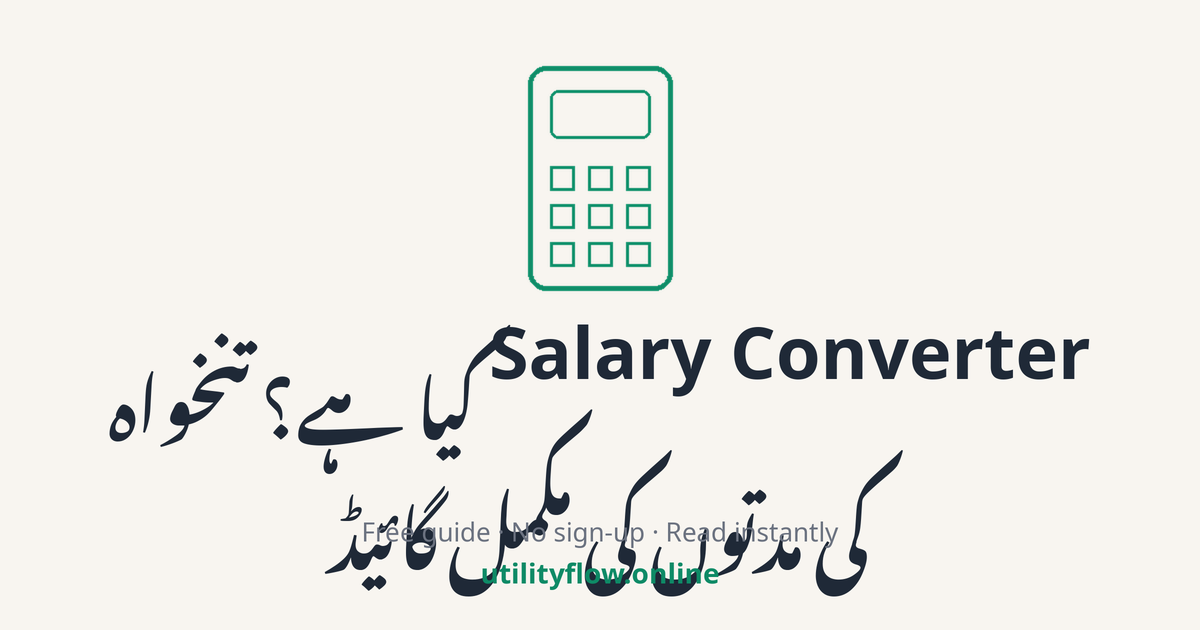 Salary Converter کیا ہے؟ تنخواہ
کی مدتوں کی مکمل گائیڈ
Free guide · No sign-up · Read instantly
utilityflow.online